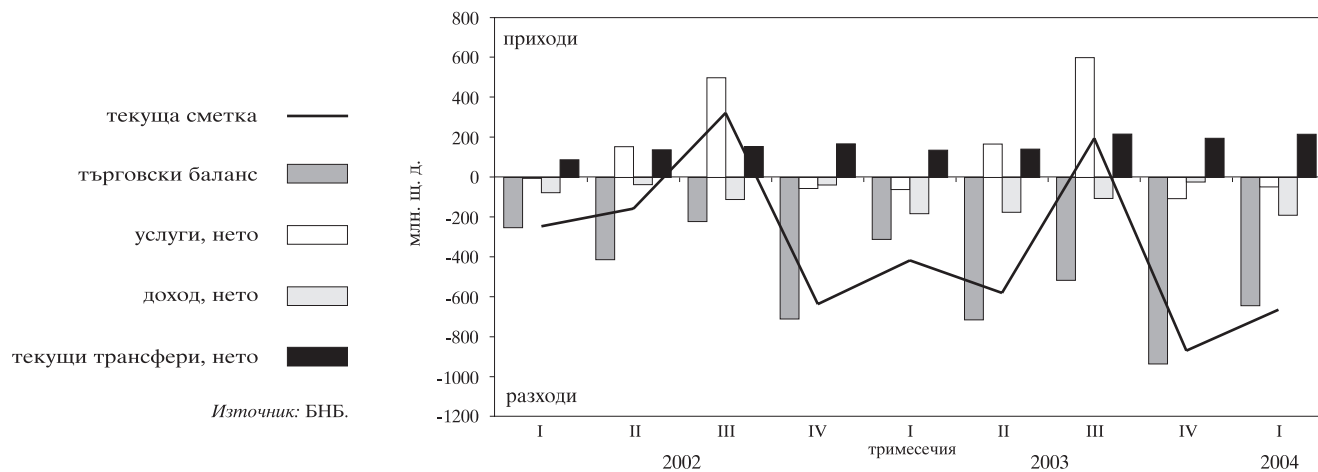 текуща сметка
търговски баланс
услуги, нето
доход, нето
текущи трансфери, нето
Източник: БНБ.
млн. щ. д.
800
600
400
200
0
-200
-400
-600
-800
-1000
-1200
приходи
разходи
I II III IV I II III IV I
тримесечия
2002 2003 2004